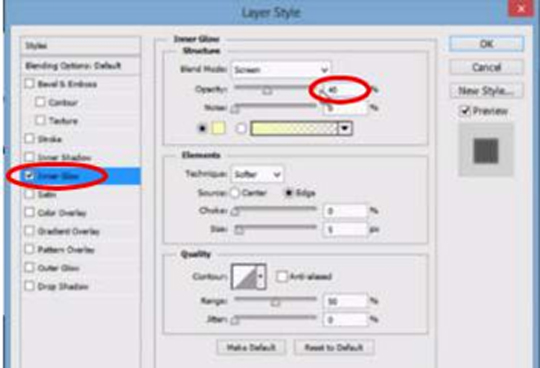 Layer Style
Styles
Blending Options: Default
Bevel & Emboss
Contour
Texture
Stroke
Inner Shadow
Inner Glow
Satin
Color Overlay
Gradient Overlay
Pattern Overlay
Outer Glow
Drop Shadow
Inner Glow
Structure
Blend Mode: Screen
Opacity: 45 %
Noise: 0 %
Elements
Technique: Softer
Source: Center Edge
Choke: 0 %
Size: 5 px
Quality
Contour: Anti-aliased
Range: 50 %
Jitter: 0 %
Make Default Reset to Default
OK
Cancel
New Style...
Preview